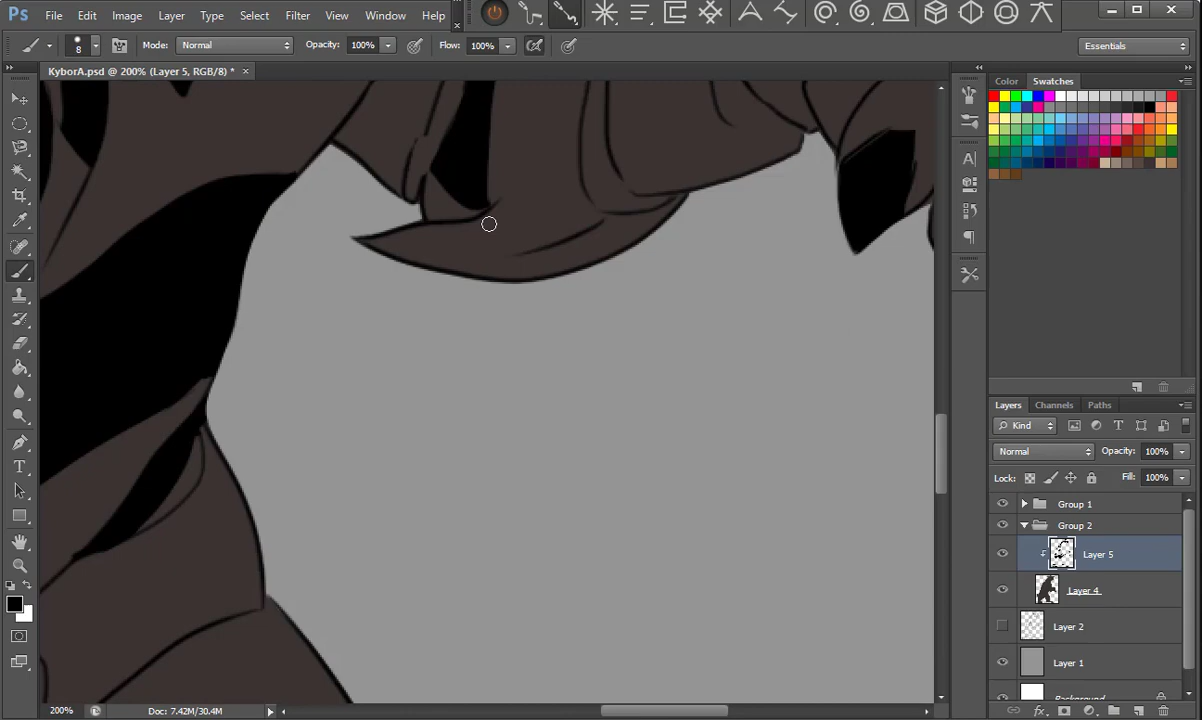 Ps File Edit Image Layer Type Select Filter View Window Help
8 Mode: Normal Opacity: 100% Flow: 100% Essentials
KyborA.psd @ 200% (Layer 5, RGB/8) * ×
Color Swatches
Layers Channels Paths
Kind T
Normal Opacity: 100%
Lock: Fill: 100%
Group 1
Group 2
Layer 5
Layer 4
Layer 2
Layer 1
Background
200% Doc: 7.42M/30.4M